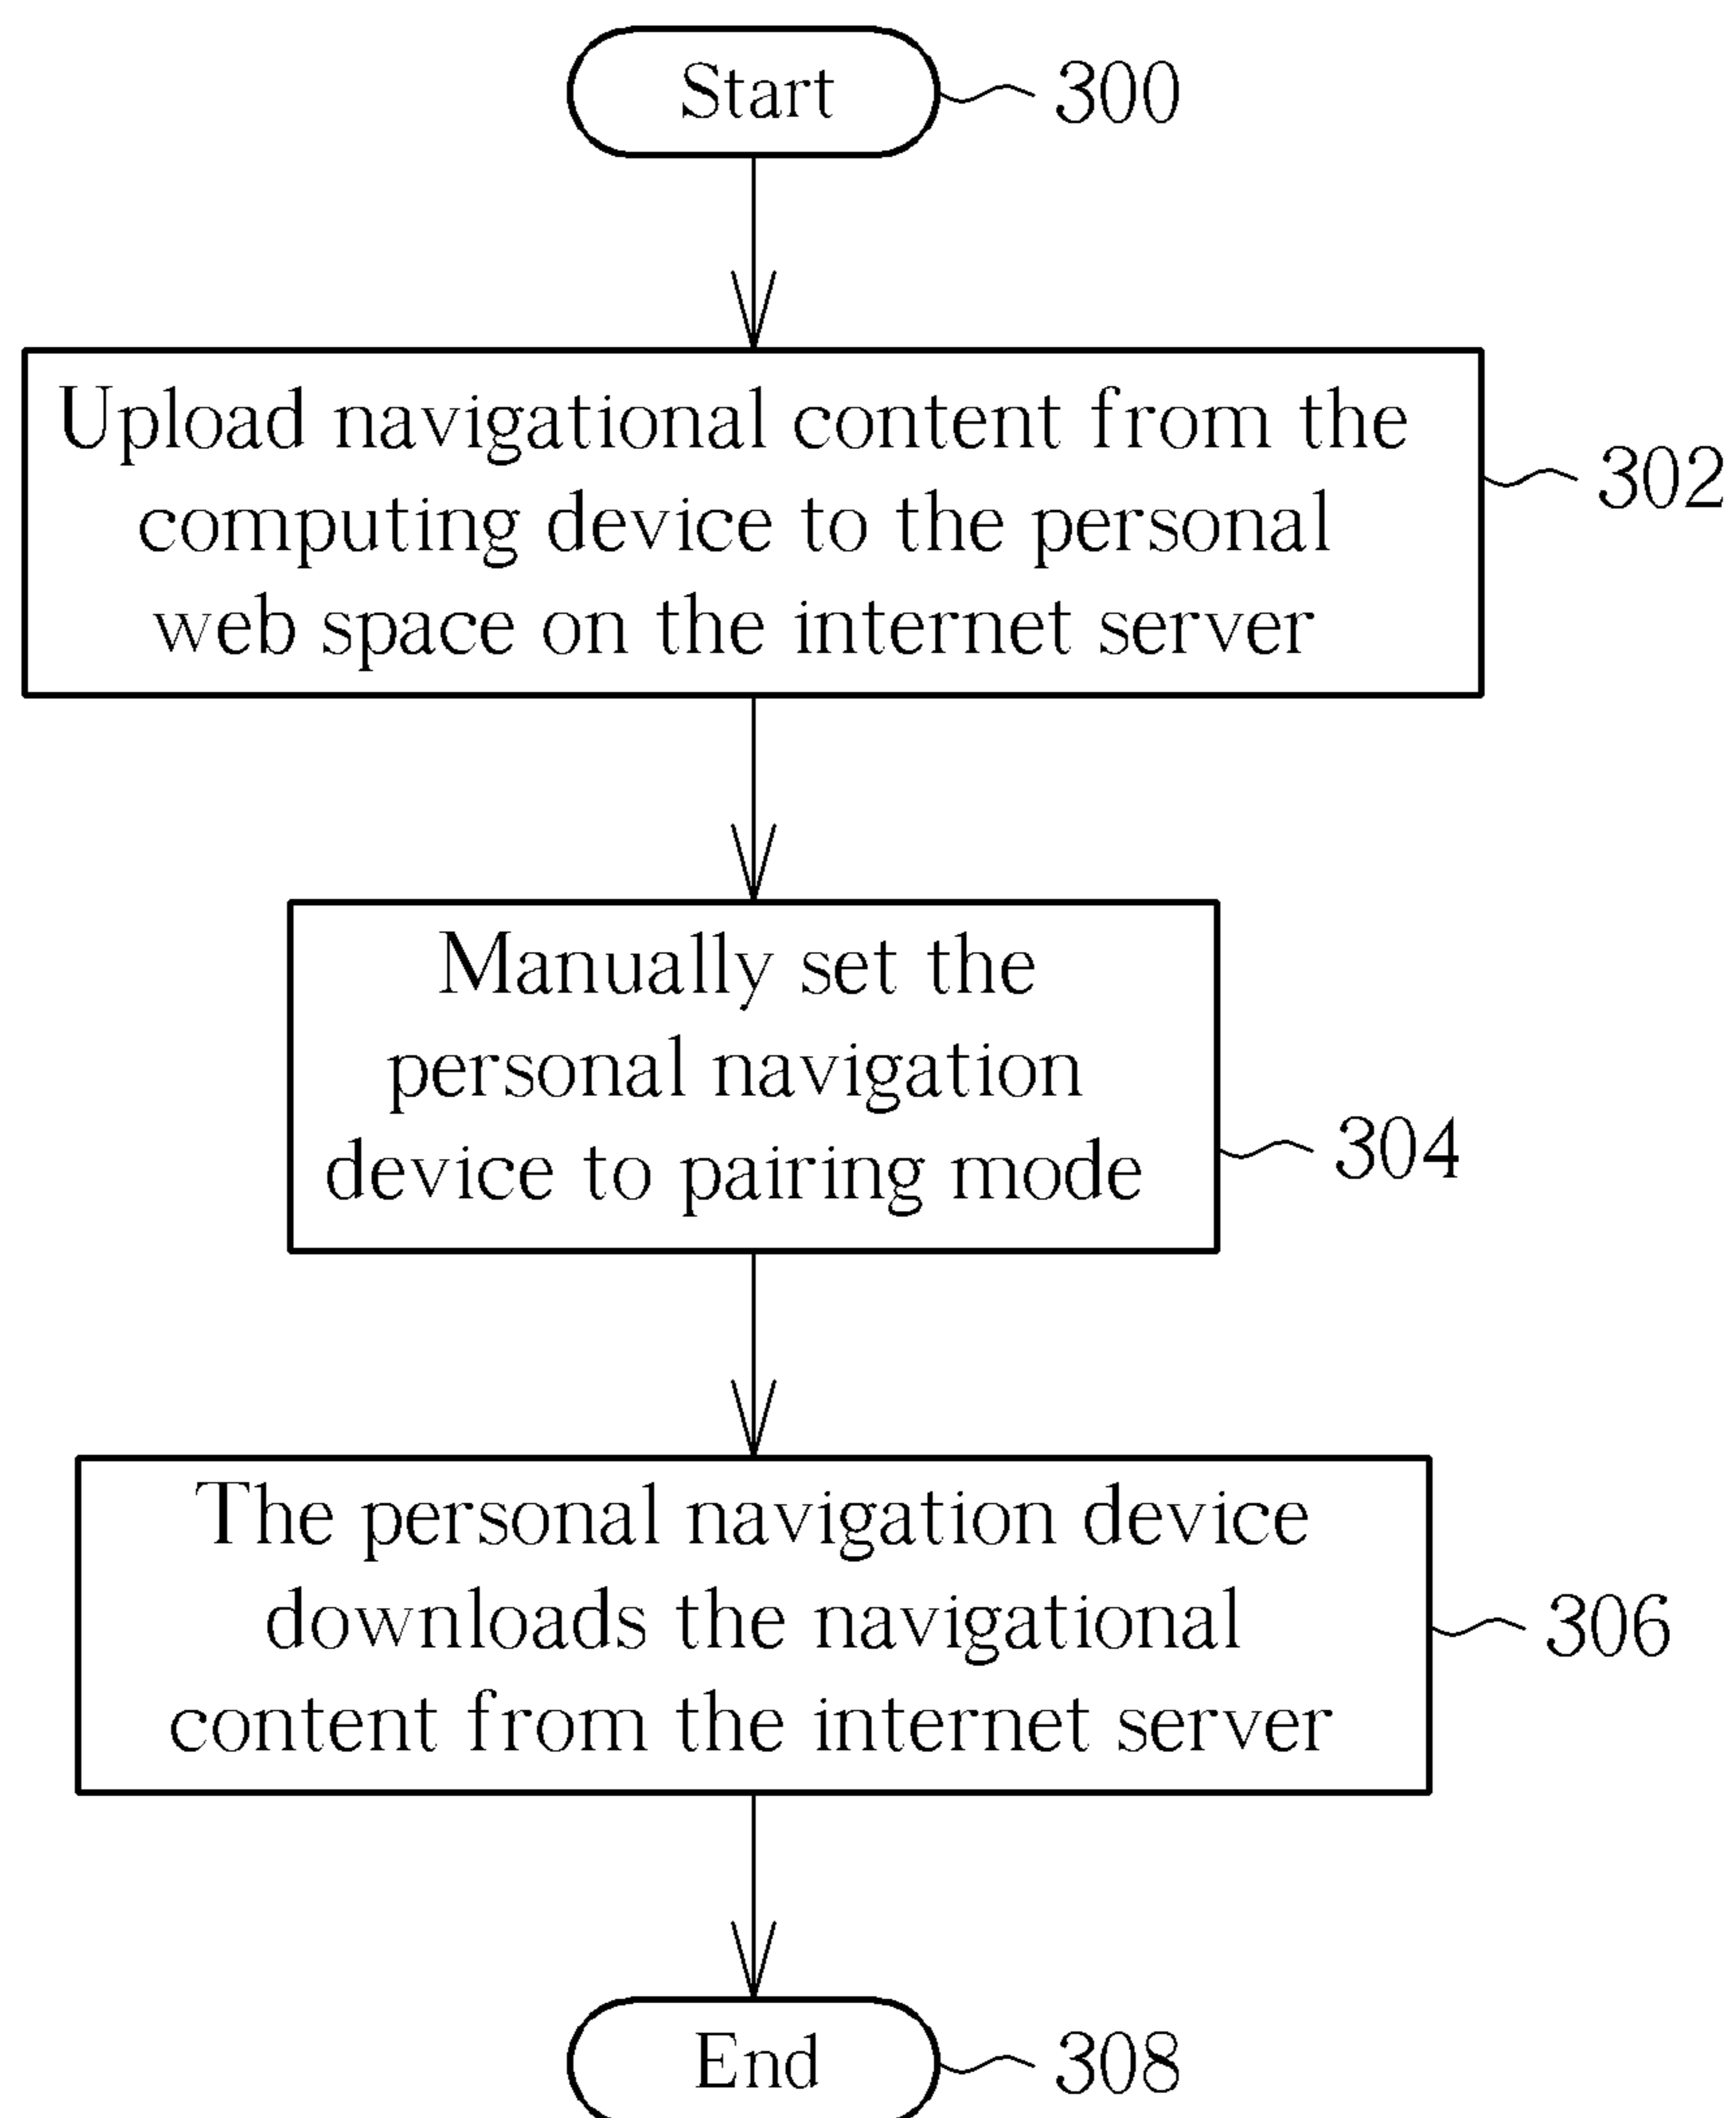 Start
300
Upload navigational content from the
computing device to the personal
web space on the internet server
302
Manually set the
personal navigation
device to pairing mode
304
The personal navigation device
downloads the navigational
content from the internet server
306
End
308